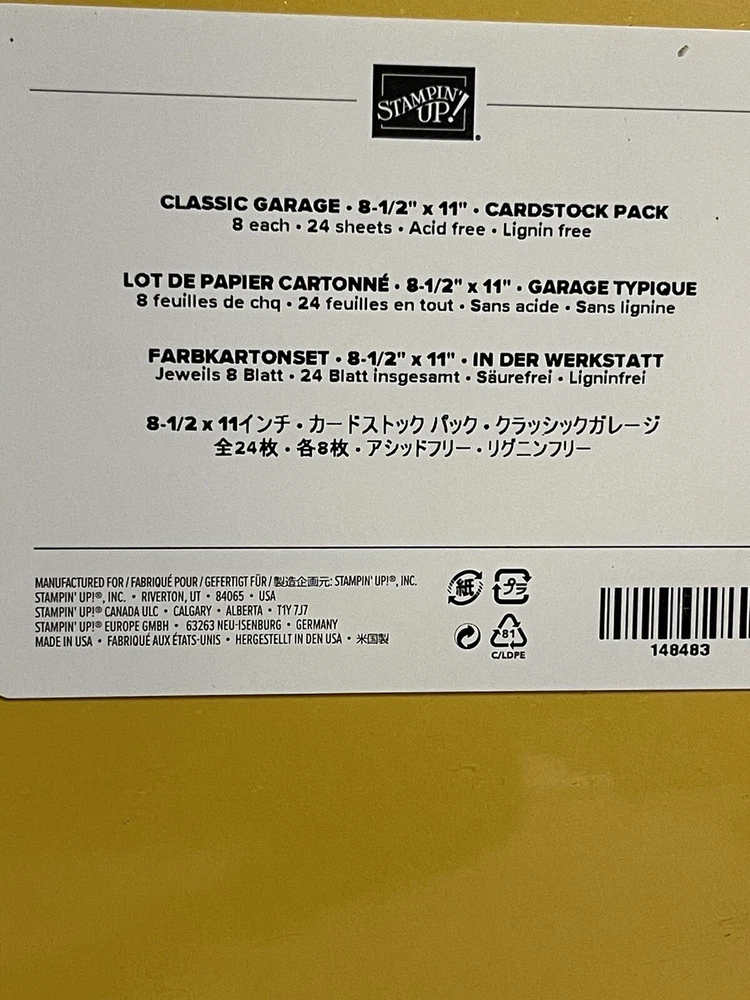 STAMPIN' UP!
CLASSIC GARAGE • 8-1/2" x 11" • CARDSTOCK PACK
8 each • 24 sheets • Acid free • Lignin free
LOT DE PAPIER CARTONNÉ • 8-1/2" x 11" • GARAGE TYPIQUE
8 feuilles de chq • 24 feuilles en tout • Sans acide • Sans lignine
FARBKARTONSET • 8-1/2" x 11" • IN DER WERKSTATT
Jeweils 8 Blatt • 24 Blatt insgesamt • Säurefrei • Ligninfrei
8-1/2 x 11インチ・カードストック パック・クラッシックガレージ
全24枚・各8枚・アシッドフリー・リグニンフリー
MANUFACTURED FOR / FABRIQUÉ POUR / GEFERTIGT FÜR / 製造企画元: STAMPIN' UP!®, INC.
STAMPIN' UP!®, INC. • RIVERTON, UT • 84065 • USA
STAMPIN' UP!® CANADA ULC • CALGARY • ALBERTA • T1Y 7J7
STAMPIN' UP!® EUROPE GMBH • 63263 NEU-ISENBURG • GERMANY
MADE IN USA • FABRIQUÉ AUX ÉTATS-UNIS • HERGESTELLT IN DEN USA • 米国製
紙 プラ
81
C/LDPE
148483